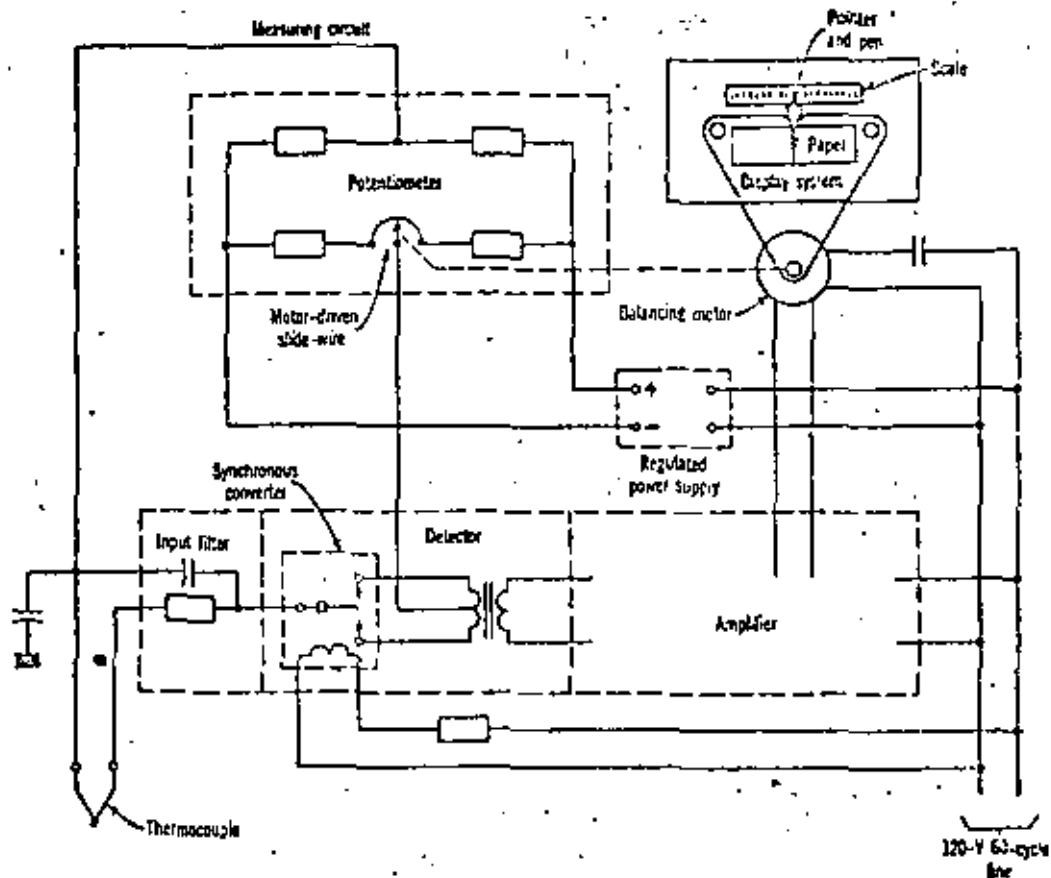 Measuring circuit
Pointer
and pen
Scale
Paper
Display system
Potentiometer
Motor-driven
slide-wire
Balancing motor
+
−
Regulated
power supply
Synchronous
converter
Input filter
Detector
Amplifier
Thermocouple
120-V 60-cycle
line